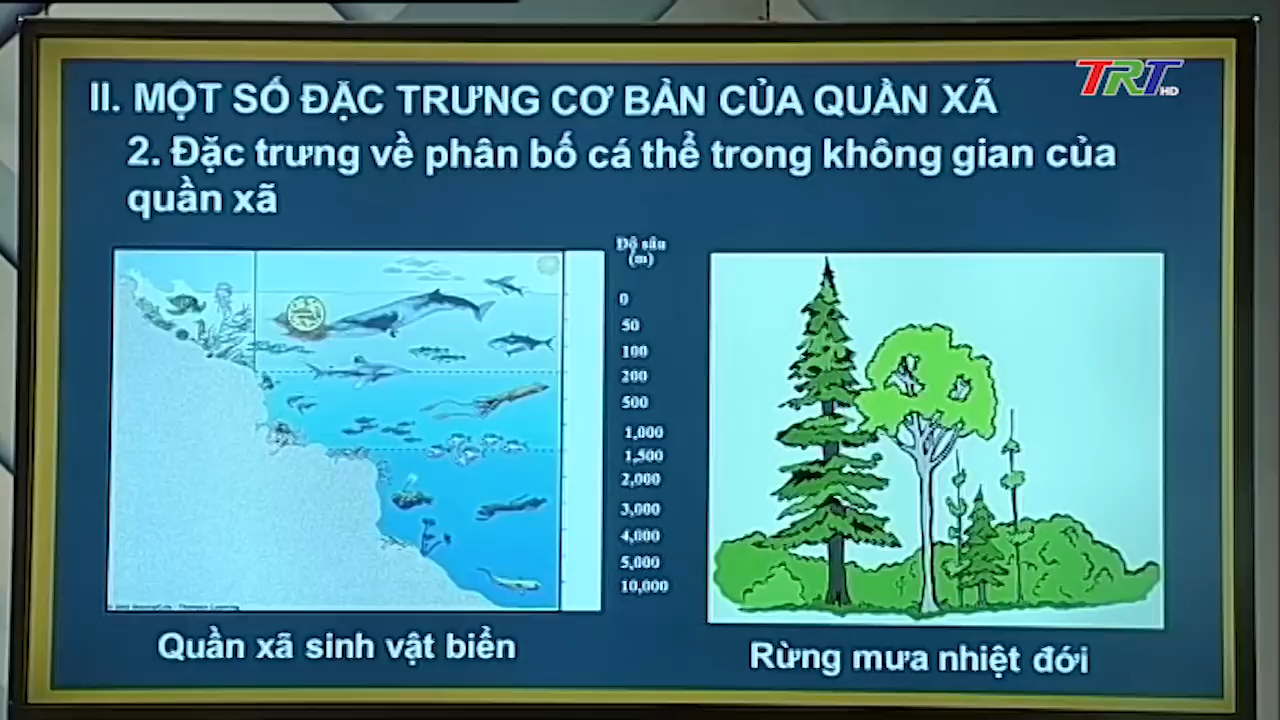 TRT HD
II. MỘT SỐ ĐẶC TRƯNG CƠ BẢN CỦA QUẦN XÃ
2. Đặc trưng về phân bố cá thể trong không gian của
quần xã
Độ sâu
(m)
0
50
100
200
500
1,000
1,500
2,000
3,000
4,000
5,000
10,000
Quần xã sinh vật biển
Rừng mưa nhiệt đới